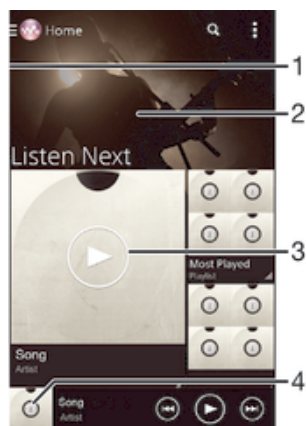 Home
1
2
Listen Next
3
Most Played
Playlist
Song
Artist
4
Song
Artist